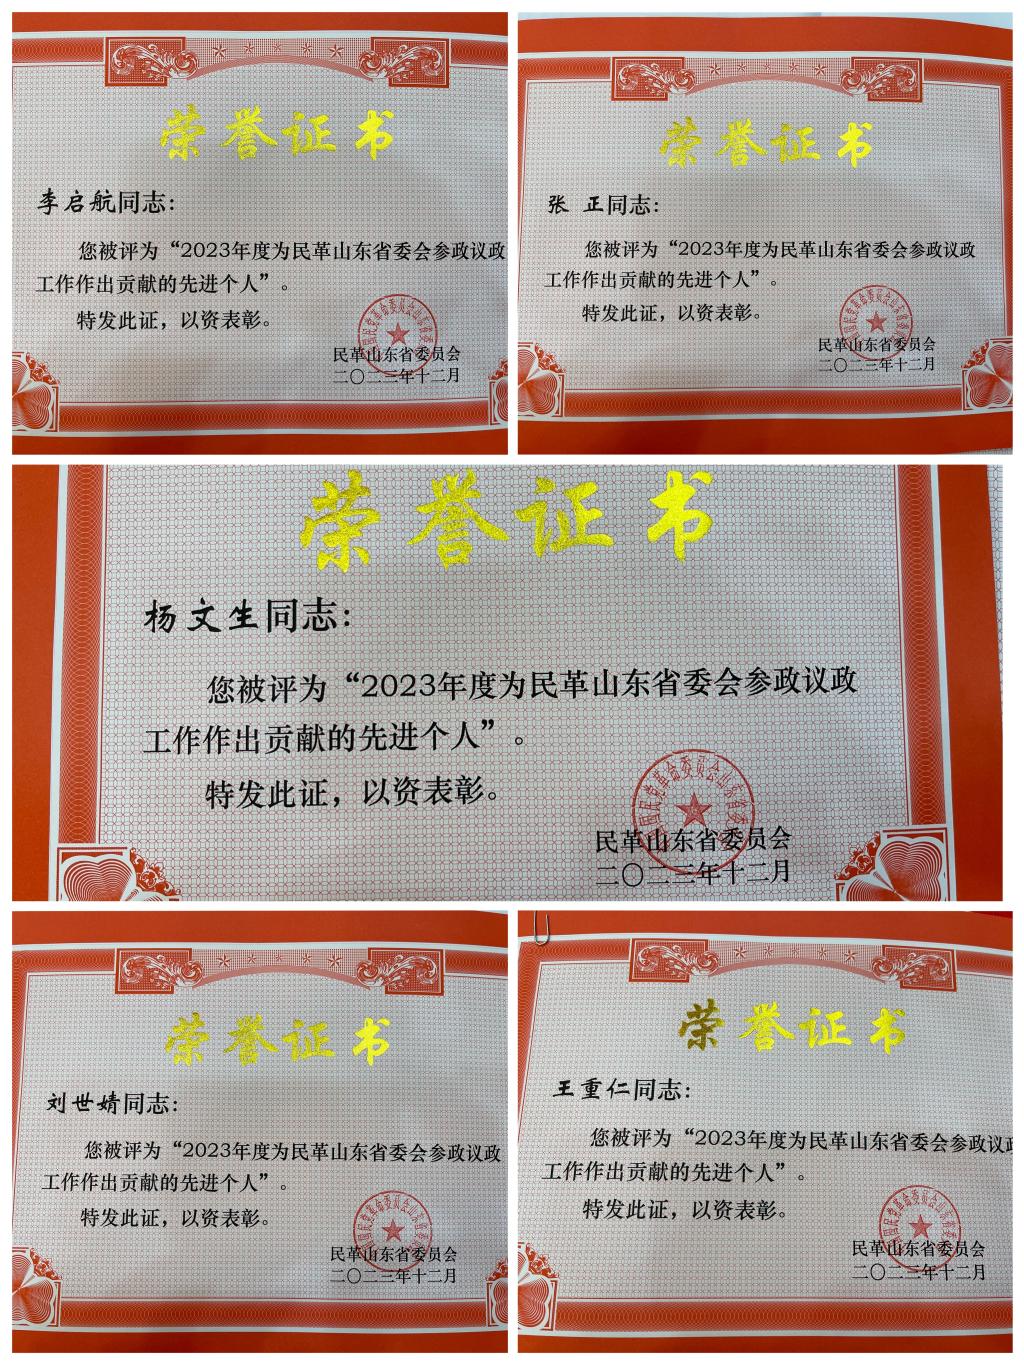 荣誉证书
李启航同志：
您被评为“2023年度为民革山东省委会参政议政
工作作出贡献的先进个人”。
特发此证，以资表彰。
民革山东省委员会
二〇二三年十二月
荣誉证书
张 正同志：
您被评为“2023年度为民革山东省委会参政议政
工作作出贡献的先进个人”。
特发此证，以资表彰。
民革山东省委员会
二〇二三年十二月
荣誉证书
杨文生同志：
您被评为“2023年度为民革山东省委会参政议政
工作作出贡献的先进个人”。
特发此证，以资表彰。
民革山东省委员会
二〇二三年十二月
荣誉证书
刘世婧同志：
您被评为“2023年度为民革山东省委会参政议政
工作作出贡献的先进个人”。
特发此证，以资表彰。
民革山东省委员会
二〇二三年十二月
荣誉证书
王重仁同志：
您被评为“2023年度为民革山东省委会参政议政
工作作出贡献的先进个人”。
特发此证，以资表彰。
民革山东省委员会
二〇二三年十二月